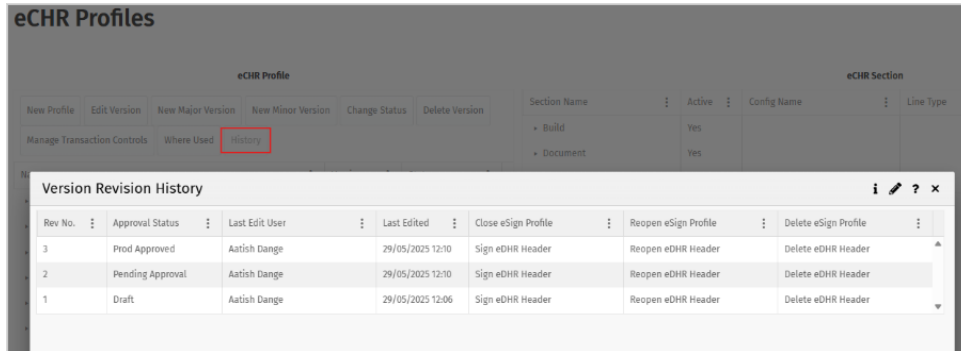 eCHR Profiles
eCHR Profile
eCHR Section
New Profile Edit Version New Major Version New Minor Version Change Status Delete Version
Section Name Active Config Name Line Type
• Build Yes
Manage Transaction Controls Where Used History
• Document Yes
Version Revision History i ? ×
Rev No. Approval Status Last Edit User Last Edited Close eSign Profile Reopen eSign Profile Delete eSign Profile
3 Prod Approved Aatish Dange 29/05/2025 12:10 Sign eDHR Header Reopen eDHR Header Delete eDHR Header
2 Pending Approval Aatish Dange 29/05/2025 12:10 Sign eDHR Header Reopen eDHR Header Delete eDHR Header
1 Draft Aatish Dange 29/05/2025 12:06 Sign eDHR Header Reopen eDHR Header Delete eDHR Header